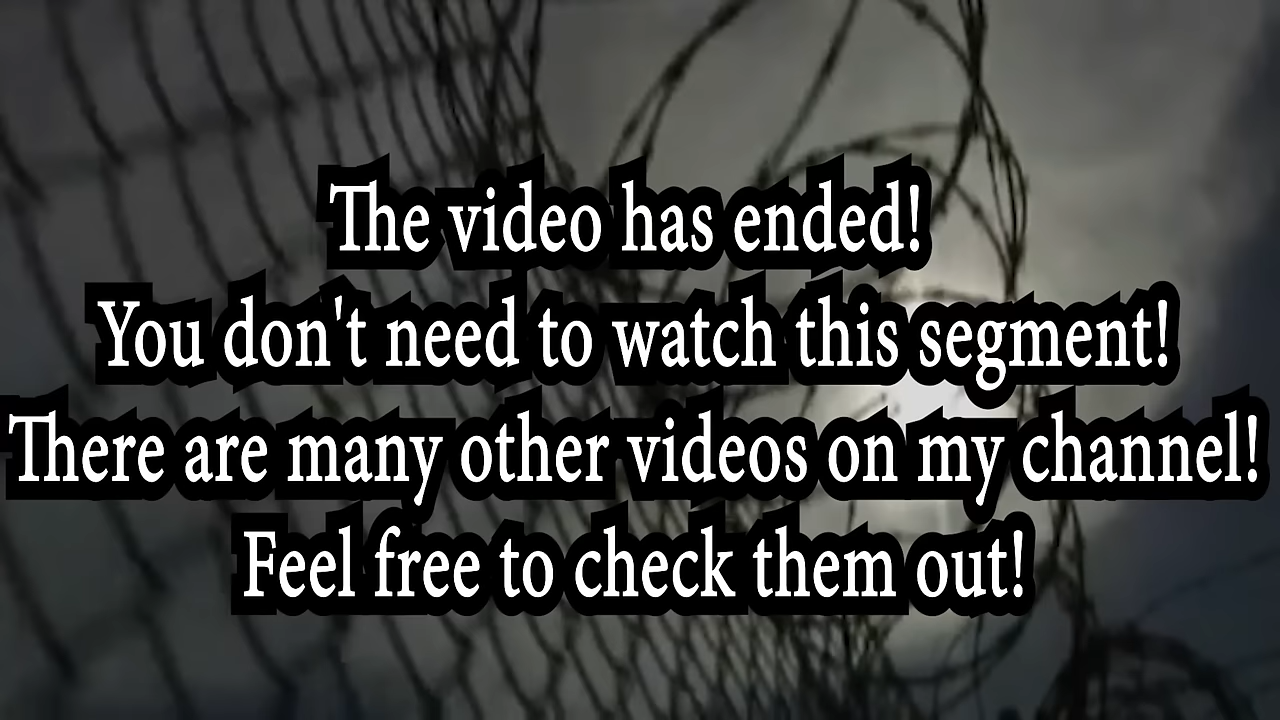 The video has ended!
You don't need to watch this segment!
There are many other videos on my channel!
Feel free to check them out!